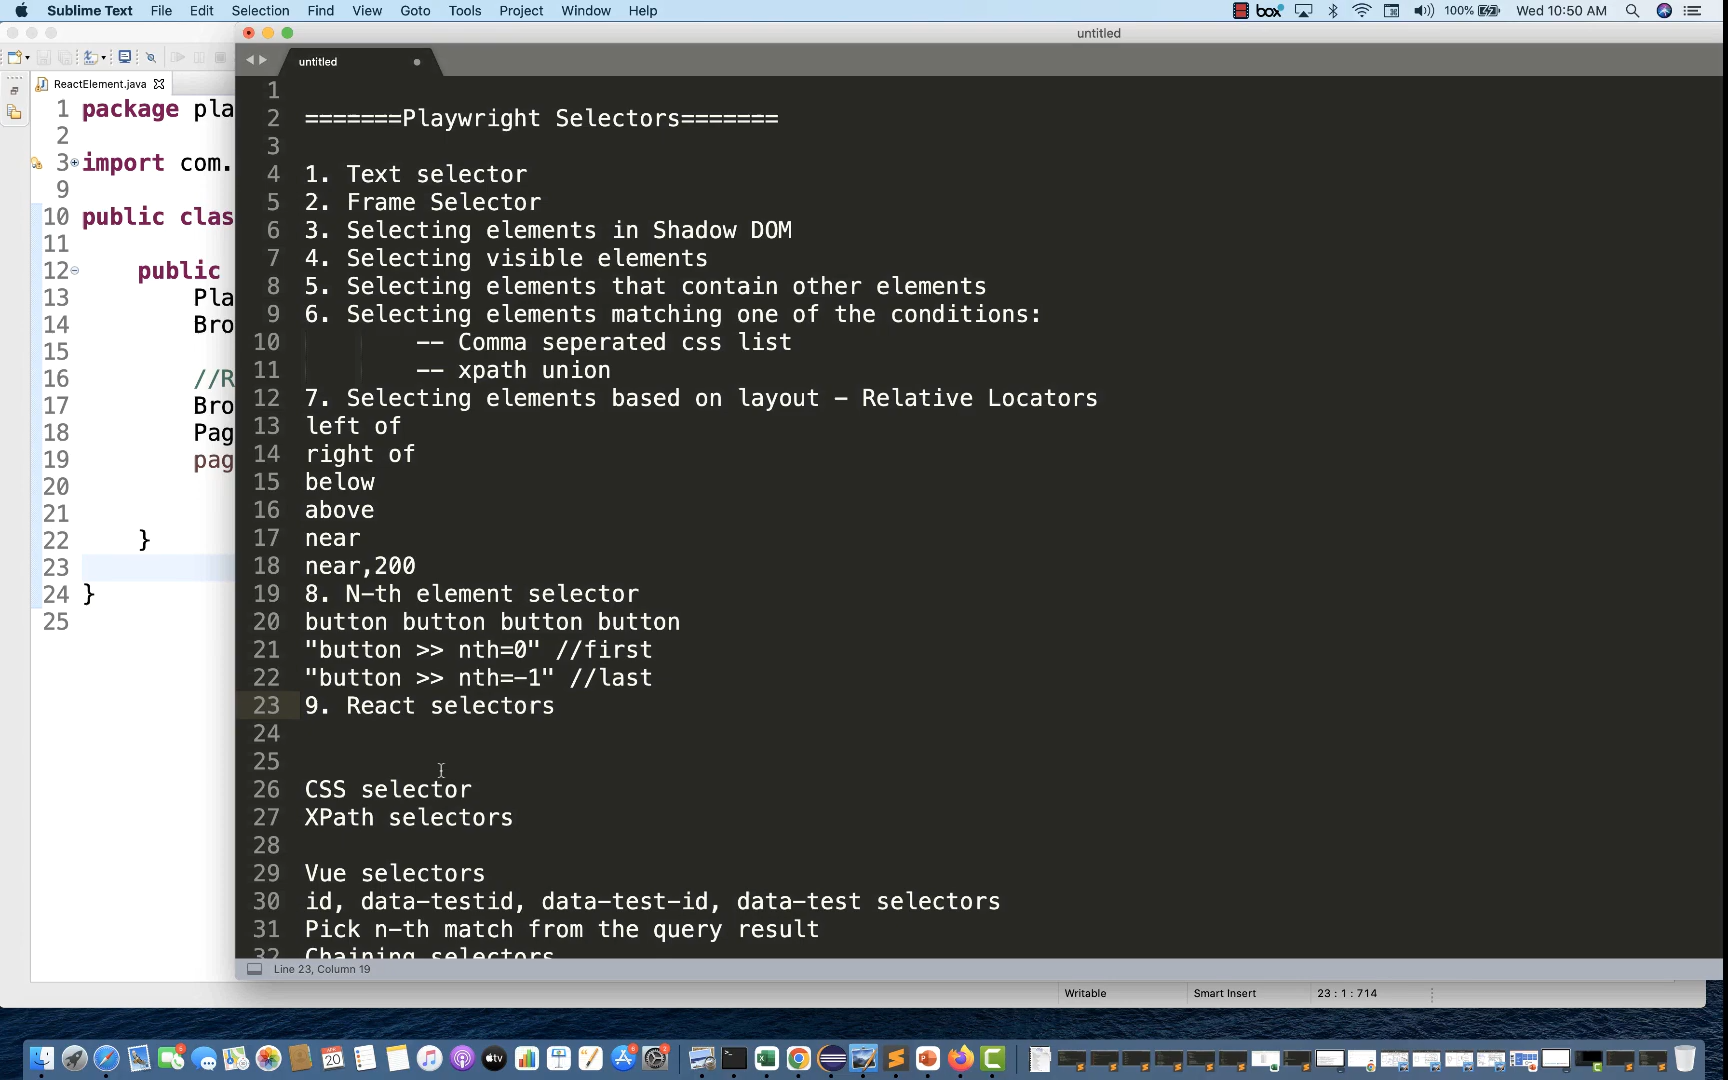 Sublime Text File Edit Selection Find View Goto Tools Project Window Help
box 100% Wed 10:50 AM
untitled
untitled
ReactElement.java
1 package pla
2
3 import com.
9
10 public clas
11
12 public
13 Pla
14 Bro
15
16 //R
17 Bro
18 Pag
19 pag
20
21
22 }
23
24 }
25
1
2 =======Playwright Selectors=======
3
4 1. Text selector
5 2. Frame Selector
6 3. Selecting elements in Shadow DOM
7 4. Selecting visible elements
8 5. Selecting elements that contain other elements
9 6. Selecting elements matching one of the conditions:
10 -- Comma seperated css list
11 -- xpath union
12 7. Selecting elements based on layout - Relative Locators
13 left of
14 right of
15 below
16 above
17 near
18 near,200
19 8. N-th element selector
20 button button button button
21 "button >> nth=0" //first
22 "button >> nth=-1" //last
23 9. React selectors
24
25
26 CSS selector
27 XPath selectors
28
29 Vue selectors
30 id, data-testid, data-test-id, data-test selectors
31 Pick n-th match from the query result
32 Chaining selectors
Line 23, Column 19
Writable Smart Insert 23 : 1 : 714
20
tv